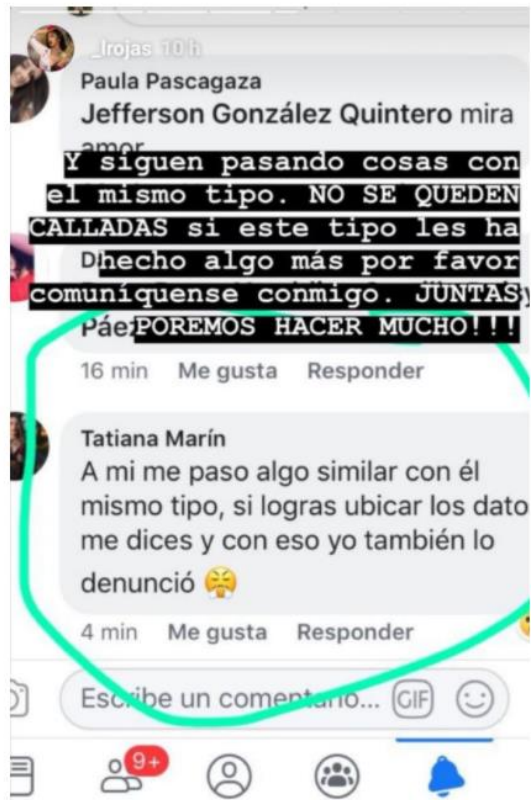 _lrojas 10 h
Paula Pascagaza
Jefferson González Quintero mira
amor
Y siguen pasando cosas con
el mismo tipo. NO SE QUEDEN
CALLADAS si este tipo les ha
hecho algo más por favor
comuníquense conmigo. JUNTAS
Páez
POREMOS HACER MUCHO!!!
16 min Me gusta Responder
Tatiana Marín
A mi me paso algo similar con él
mismo tipo, si logras ubicar los dato
me dices y con eso yo también lo
denunció
4 min Me gusta Responder
Escribe un comentario... GIF
9+